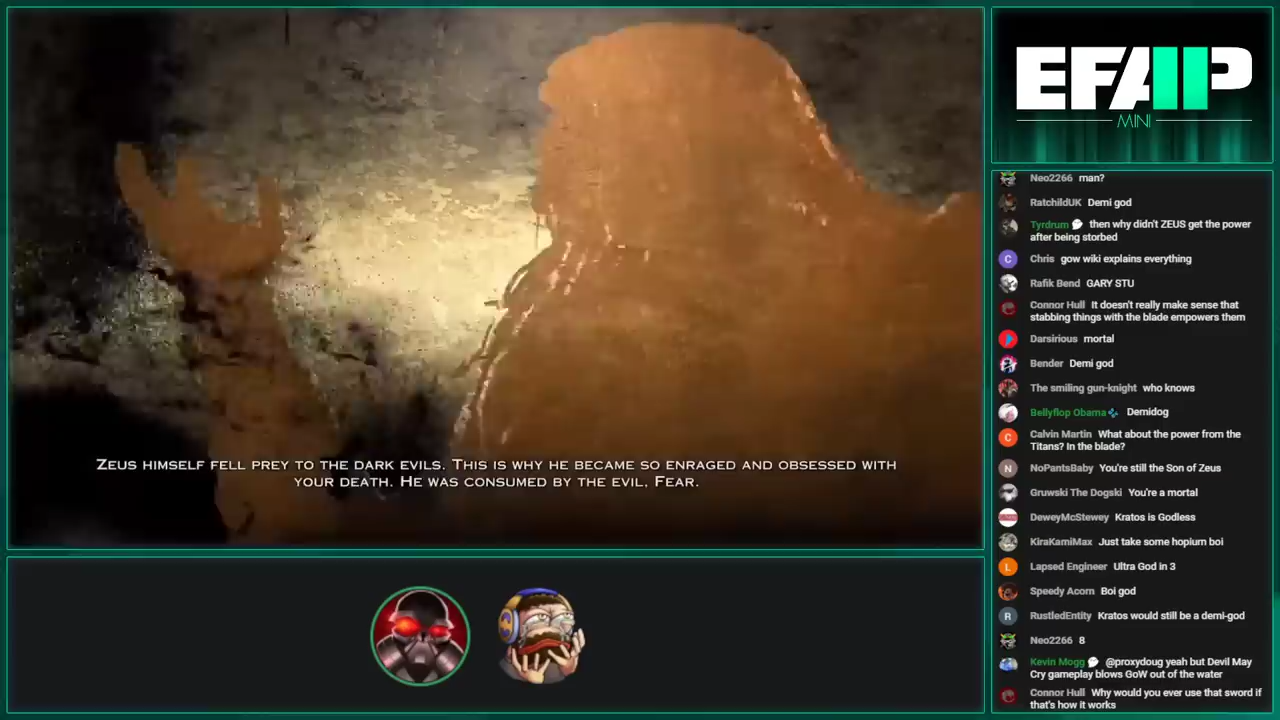 ZEUS HIMSELF FELL PREY TO THE DARK EVILS. THIS IS WHY HE BECAME SO ENRAGED AND OBSESSED WITH
YOUR DEATH. HE WAS CONSUMED BY THE EVIL, FEAR.
EFAP
MINI
Neo2266 man?
RatchildUK Demi god
Tyrdrum then why didn't ZEUS get the power
after being storbed
Chris gow wiki explains everything
Rafik Bend GARY STU
Connor Hull It doesn't really make sense that
stabbing things with the blade empowers them
Darsirious mortal
Bender Demi god
The smiling gun-knight who knows
Bellyflop Obama Demidog
Calvin Martin What about the power from the
Titans? In the blade?
NoPantsBaby You're still the Son of Zeus
Gruwski The Dogski You're a mortal
DeweyMcStewey Kratos is Godless
KiraKamiMax Just take some hopium boi
Lapsed Engineer Ultra God in 3
Speedy Acorn Boi god
RustledEntity Kratos would still be a demi-god
Neo2266 8
Kevin Mogg @proxydoug yeah but Devil May
Cry gameplay blows GoW out of the water
Connor Hull Why would you ever use that sword if
that's how it works